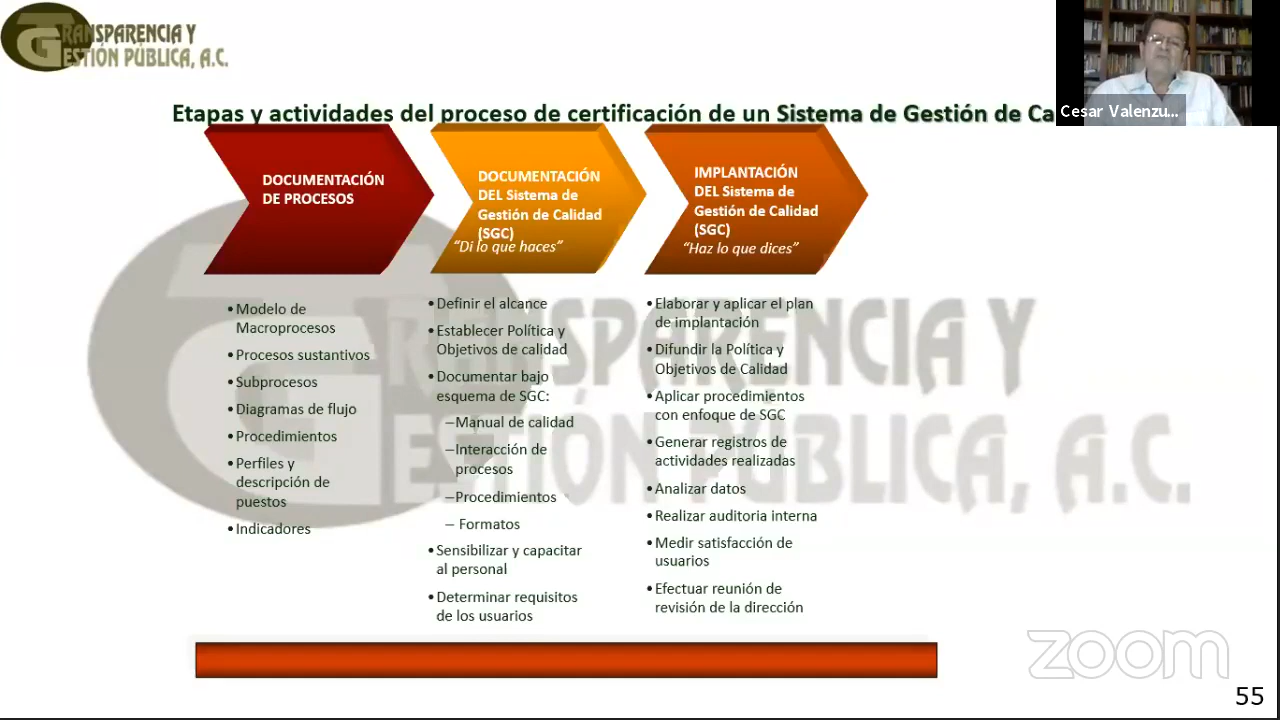 TRANSPARENCIA Y
GESTIÓN PÚBLICA, A.C.
Cesar Valenzu...
Etapas y actividades del proceso de certificación de un Sistema de Gestión de Ca
DOCUMENTACIÓN
DE PROCESOS
•Modelo de
Macroprocesos
•Procesos sustantivos
•Subprocesos
•Diagramas de flujo
•Procedimientos
•Perfiles y
descripción de
puestos
•Indicadores
DOCUMENTACIÓN
DEL Sistema de
Gestión de Calidad
(SGC)
"Di lo que haces"
•Definir el alcance
•Establecer Política y
Objetivos de calidad
•Documentar bajo
esquema de SGC:
–Manual de calidad
–Interacción de
procesos
–Procedimientos
– Formatos
•Sensibilizar y capacitar
al personal
•Determinar requisitos
de los usuarios
IMPLANTACIÓN
DEL Sistema de
Gestión de Calidad
(SGC)
"Haz lo que dices"
•Elaborar y aplicar el plan
de implantación
•Difundir la Política y
Objetivos de Calidad
•Aplicar procedimientos
con enfoque de SGC
•Generar registros de
actividades realizadas
•Analizar datos
•Realizar auditoria interna
•Medir satisfacción de
usuarios
•Efectuar reunión de
revisión de la dirección
TRANSPARENCIA Y
GESTIÓN PÚBLICA, A.C.
zoom
55